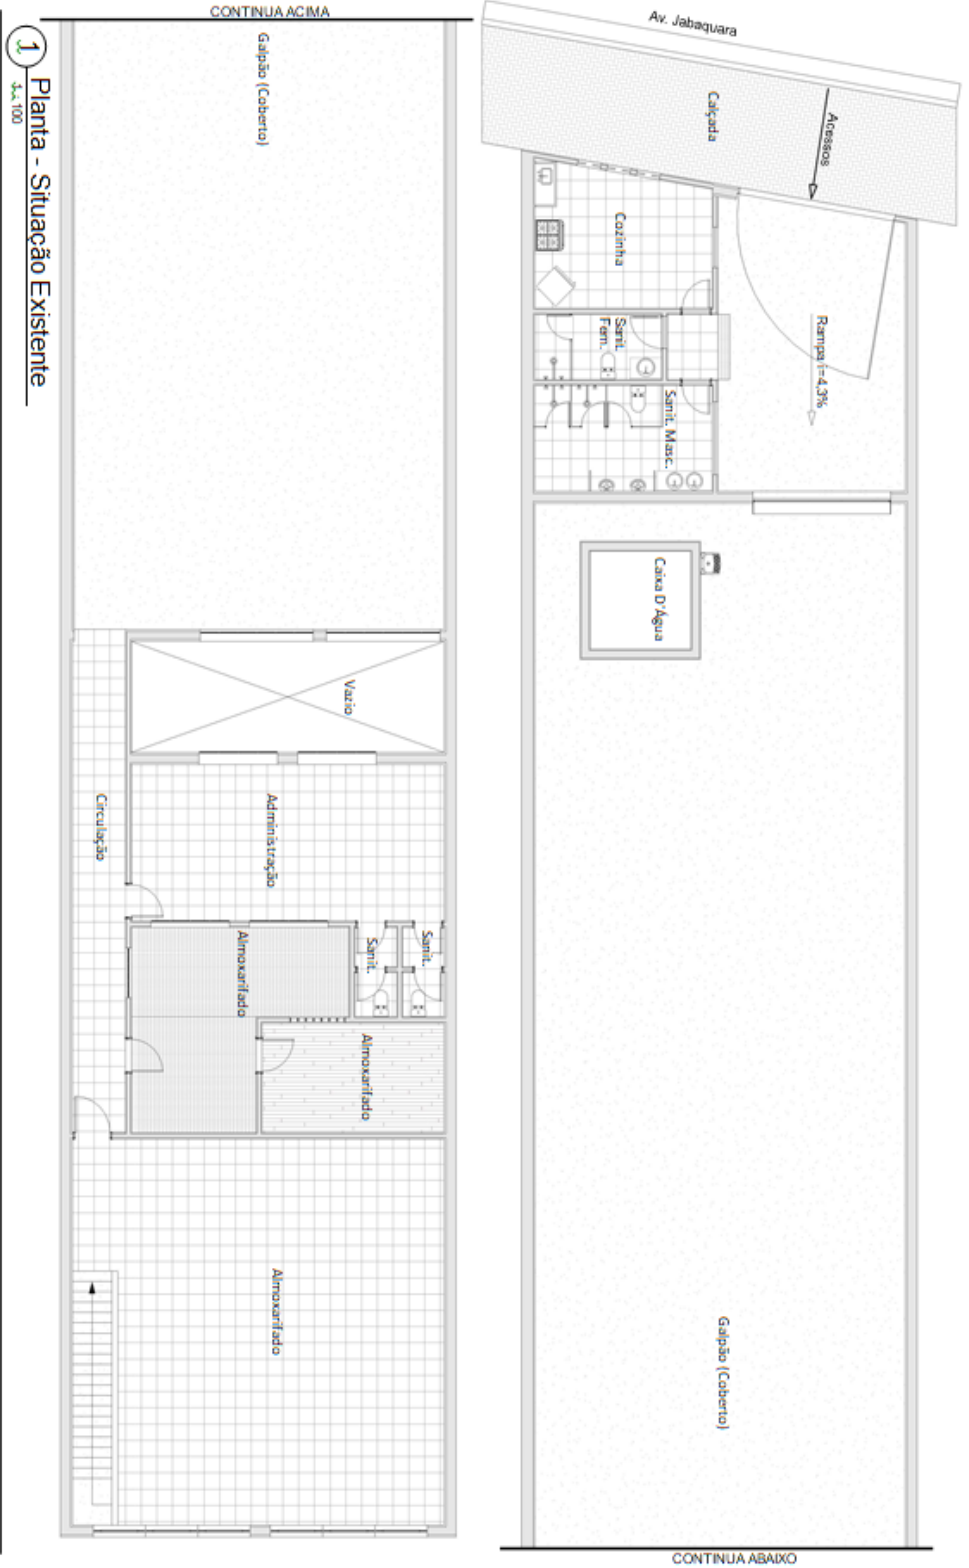 Av. Jabaquara
Calçada
Acessos
Cozinha
Sanit.
Fem.
Sanit. Masc.
Rampa i=4,3%
Caixa D'Água
Galpão (Coberto)
CONTINUA ABAIXO
CONTINUA ACIMA
Galpão (Coberto)
Vazio
Circulação
Administração
Sanit.
Sanit.
Almoxarifado
Almoxarifado
Almoxarifado
1
Planta - Situação Existente
100